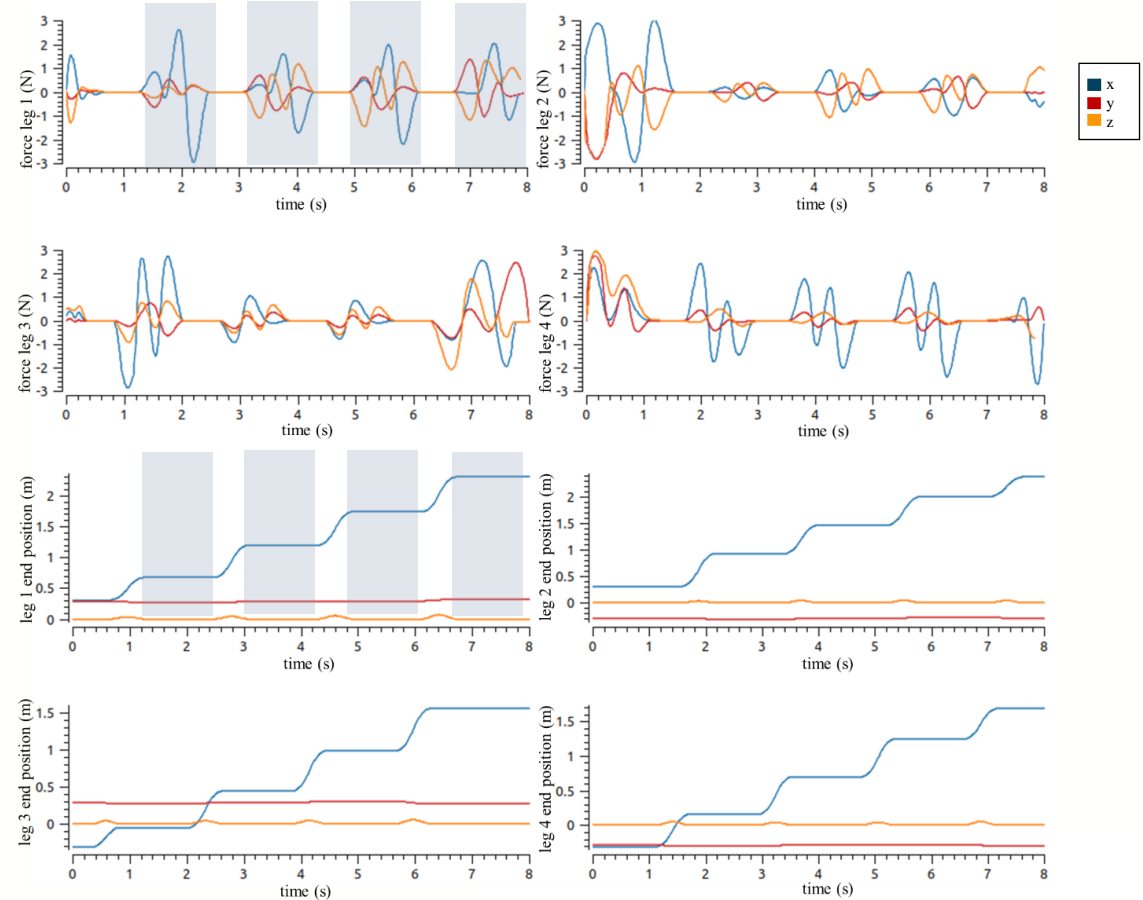 force leg 1 (N)
3
2
1
0
-1
-2
-3
0 1 2 3 4 5 6 7 8
time (s)
force leg 2 (N)
3
2
1
0
-1
-2
-3
0 1 2 3 4 5 6 7 8
time (s)
x
y
z
force leg 3 (N)
3
2
1
0
-1
-2
-3
0 1 2 3 4 5 6 7 8
time (s)
force leg 4 (N)
3
2
1
0
-1
-2
-3
0 1 2 3 4 5 6 7 8
time (s)
leg 1 end position (m)
2
1.5
1
0.5
0
0 1 2 3 4 5 6 7 8
time (s)
leg 2 end position (m)
2
1.5
1
0.5
0
0 1 2 3 4 5 6 7 8
time (s)
leg 3 end position (m)
1.5
1
0.5
0
0 1 2 3 4 5 6 7 8
time (s)
leg 4 end position (m)
1.5
1
0.5
0
0 1 2 3 4 5 6 7 8
time (s)